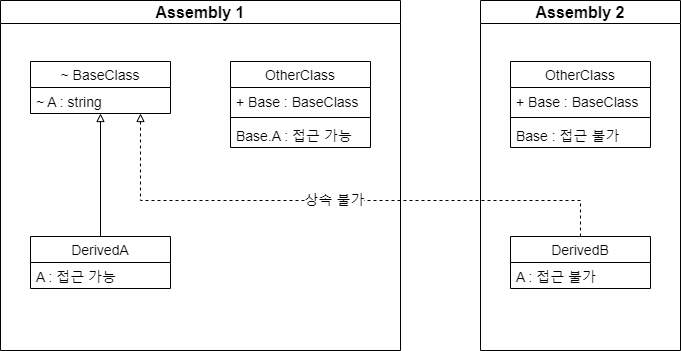 Assembly 1
~ BaseClass
~ A : string
OtherClass
+ Base : BaseClass
Base.A : 접근 가능
상속 불가
DerivedA
A : 접근 가능
Assembly 2
OtherClass
+ Base : BaseClass
Base : 접근 불가
DerivedB
A : 접근 불가